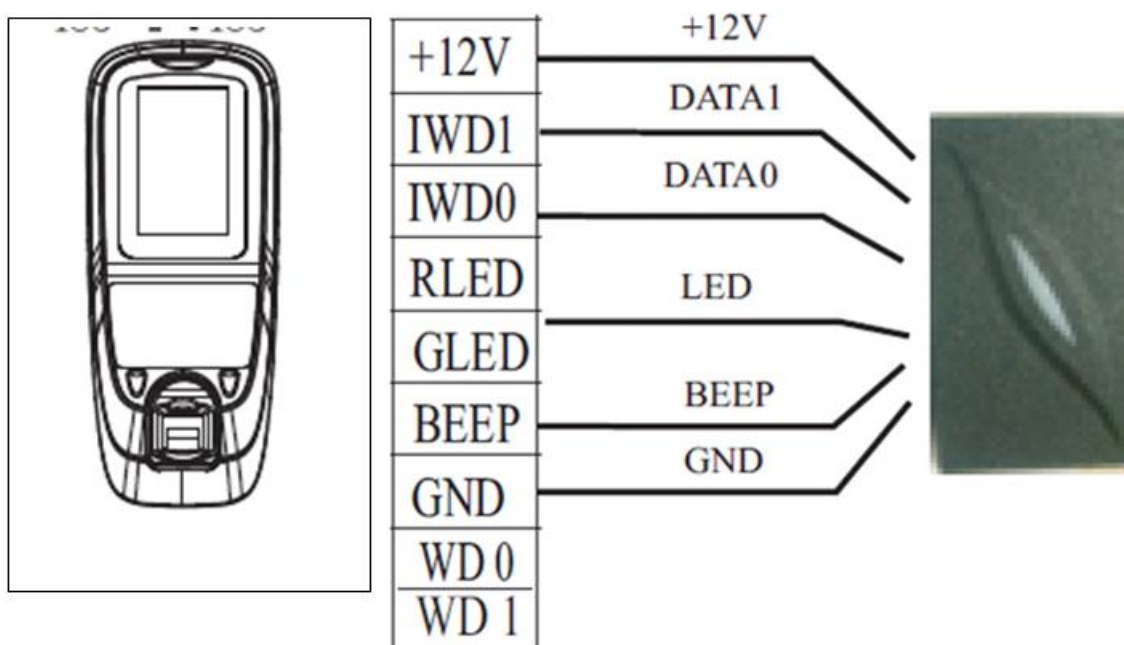 +12V
IWD1
IWD0
RLED
GLED
BEEP
GND
WD 0
WD 1
+12V
DATA1
DATA0
LED
BEEP
GND